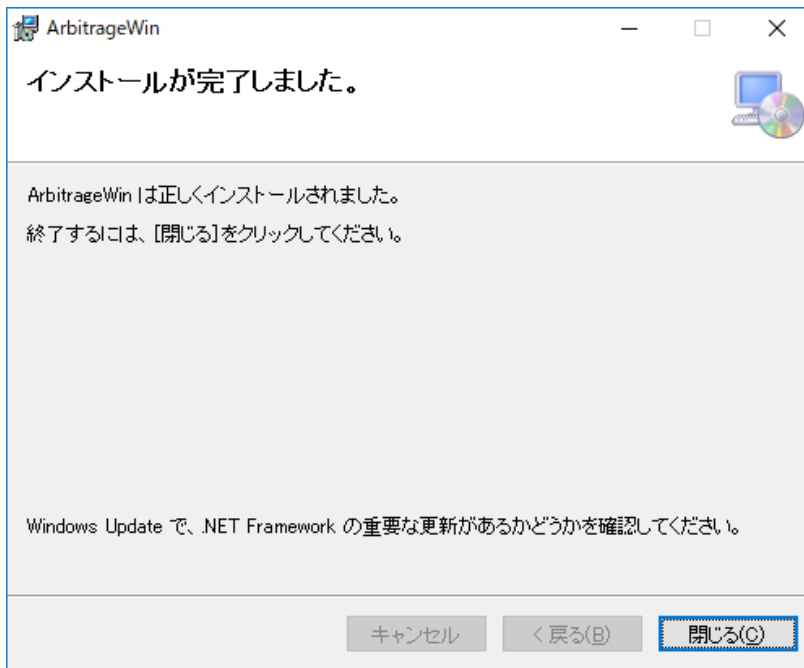 ArbitrageWin
インストールが完了しました。
ArbitrageWin は正しくインストールされました。
終了するには、[閉じる]をクリックしてください。
Windows Update で、.NET Framework の重要な更新があるかどうかを確認してください。
キャンセル
< 戻る(B)
閉じる(C)